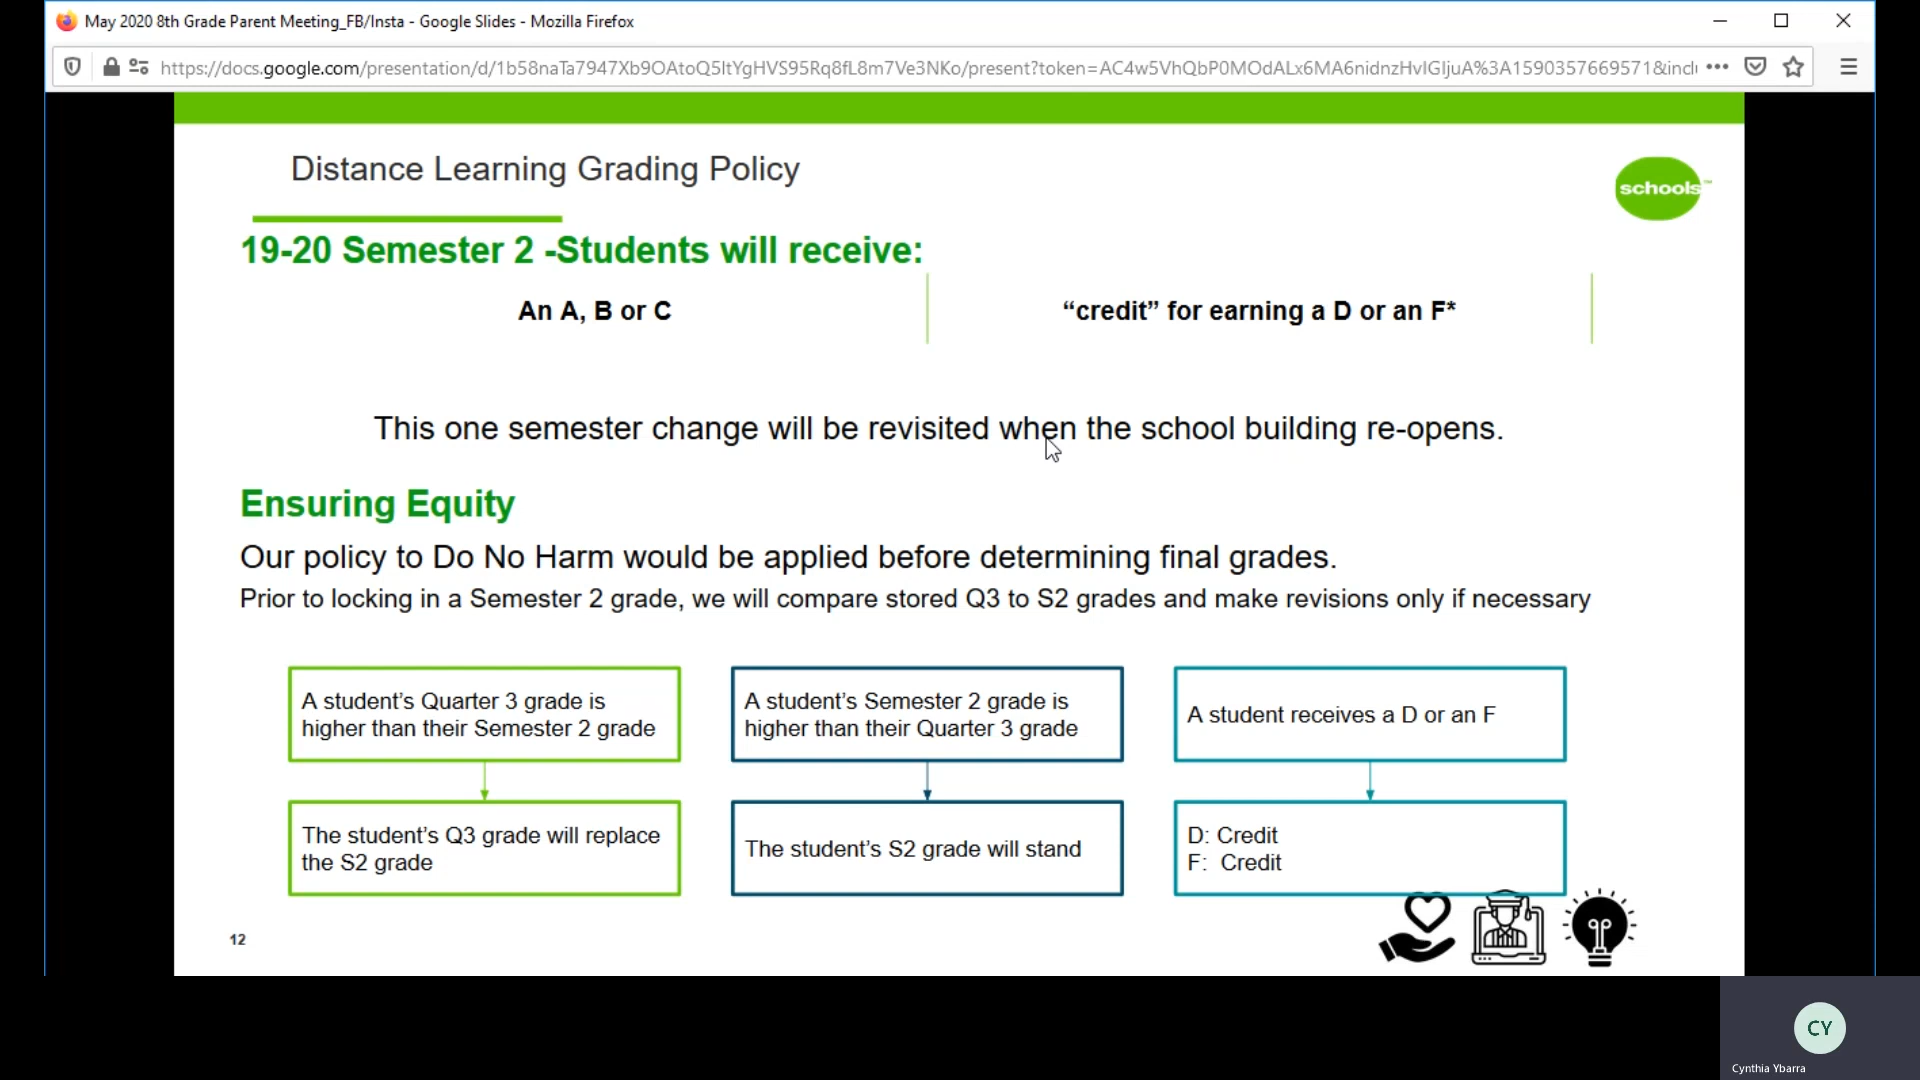 May 2020 8th Grade Parent Meeting_FB/Insta - Google Slides - Mozilla Firefox
https://docs.google.com/presentation/d/1b58naTa7947Xb9OAtoQ5ItYgHVS95Rq8fL8m7Ve3NKo/present?token=AC4w5VhQbP0MOdALx6MA6nidnzHvIGIjuA%3A1590357669571&incl
Distance Learning Grading Policy
schools™
19-20 Semester 2 -Students will receive:
An A, B or C
“credit” for earning a D or an F*
This one semester change will be revisited when the school building re-opens.
Ensuring Equity
Our policy to Do No Harm would be applied before determining final grades.
Prior to locking in a Semester 2 grade, we will compare stored Q3 to S2 grades and make revisions only if necessary
A student’s Quarter 3 grade is
higher than their Semester 2 grade
The student’s Q3 grade will replace
the S2 grade
A student’s Semester 2 grade is
higher than their Quarter 3 grade
The student’s S2 grade will stand
A student receives a D or an F
D: Credit
F:  Credit
12
CY
Cynthia Ybarra